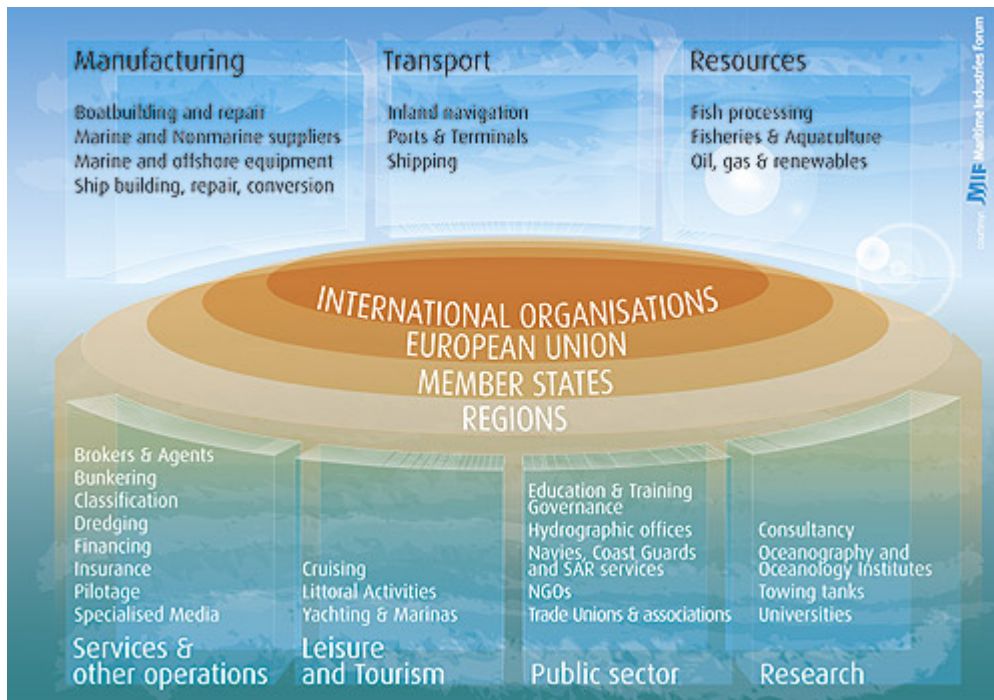 Manufacturing
Boatbuilding and repair
Marine and Nonmarine suppliers
Marine and offshore equipment
Ship building, repair, conversion
Transport
Inland navigation
Ports & Terminals
Shipping
Resources
Fish processing
Fisheries & Aquaculture
Oil, gas & renewables
courtesy: MIF Maritime Industries Forum
INTERNATIONAL ORGANISATIONS
EUROPEAN UNION
MEMBER STATES
REGIONS
Brokers & Agents
Bunkering
Classification
Dredging
Financing
Insurance
Pilotage
Specialised Media
Services &
other operations
Cruising
Littoral Activities
Yachting & Marinas
Leisure
and Tourism
Education & Training
Governance
Hydrographic offices
Navies, Coast Guards
and SAR services
NGOs
Trade Unions & associations
Public sector
Consultancy
Oceanography and
Oceanology Institutes
Towing tanks
Universities
Research